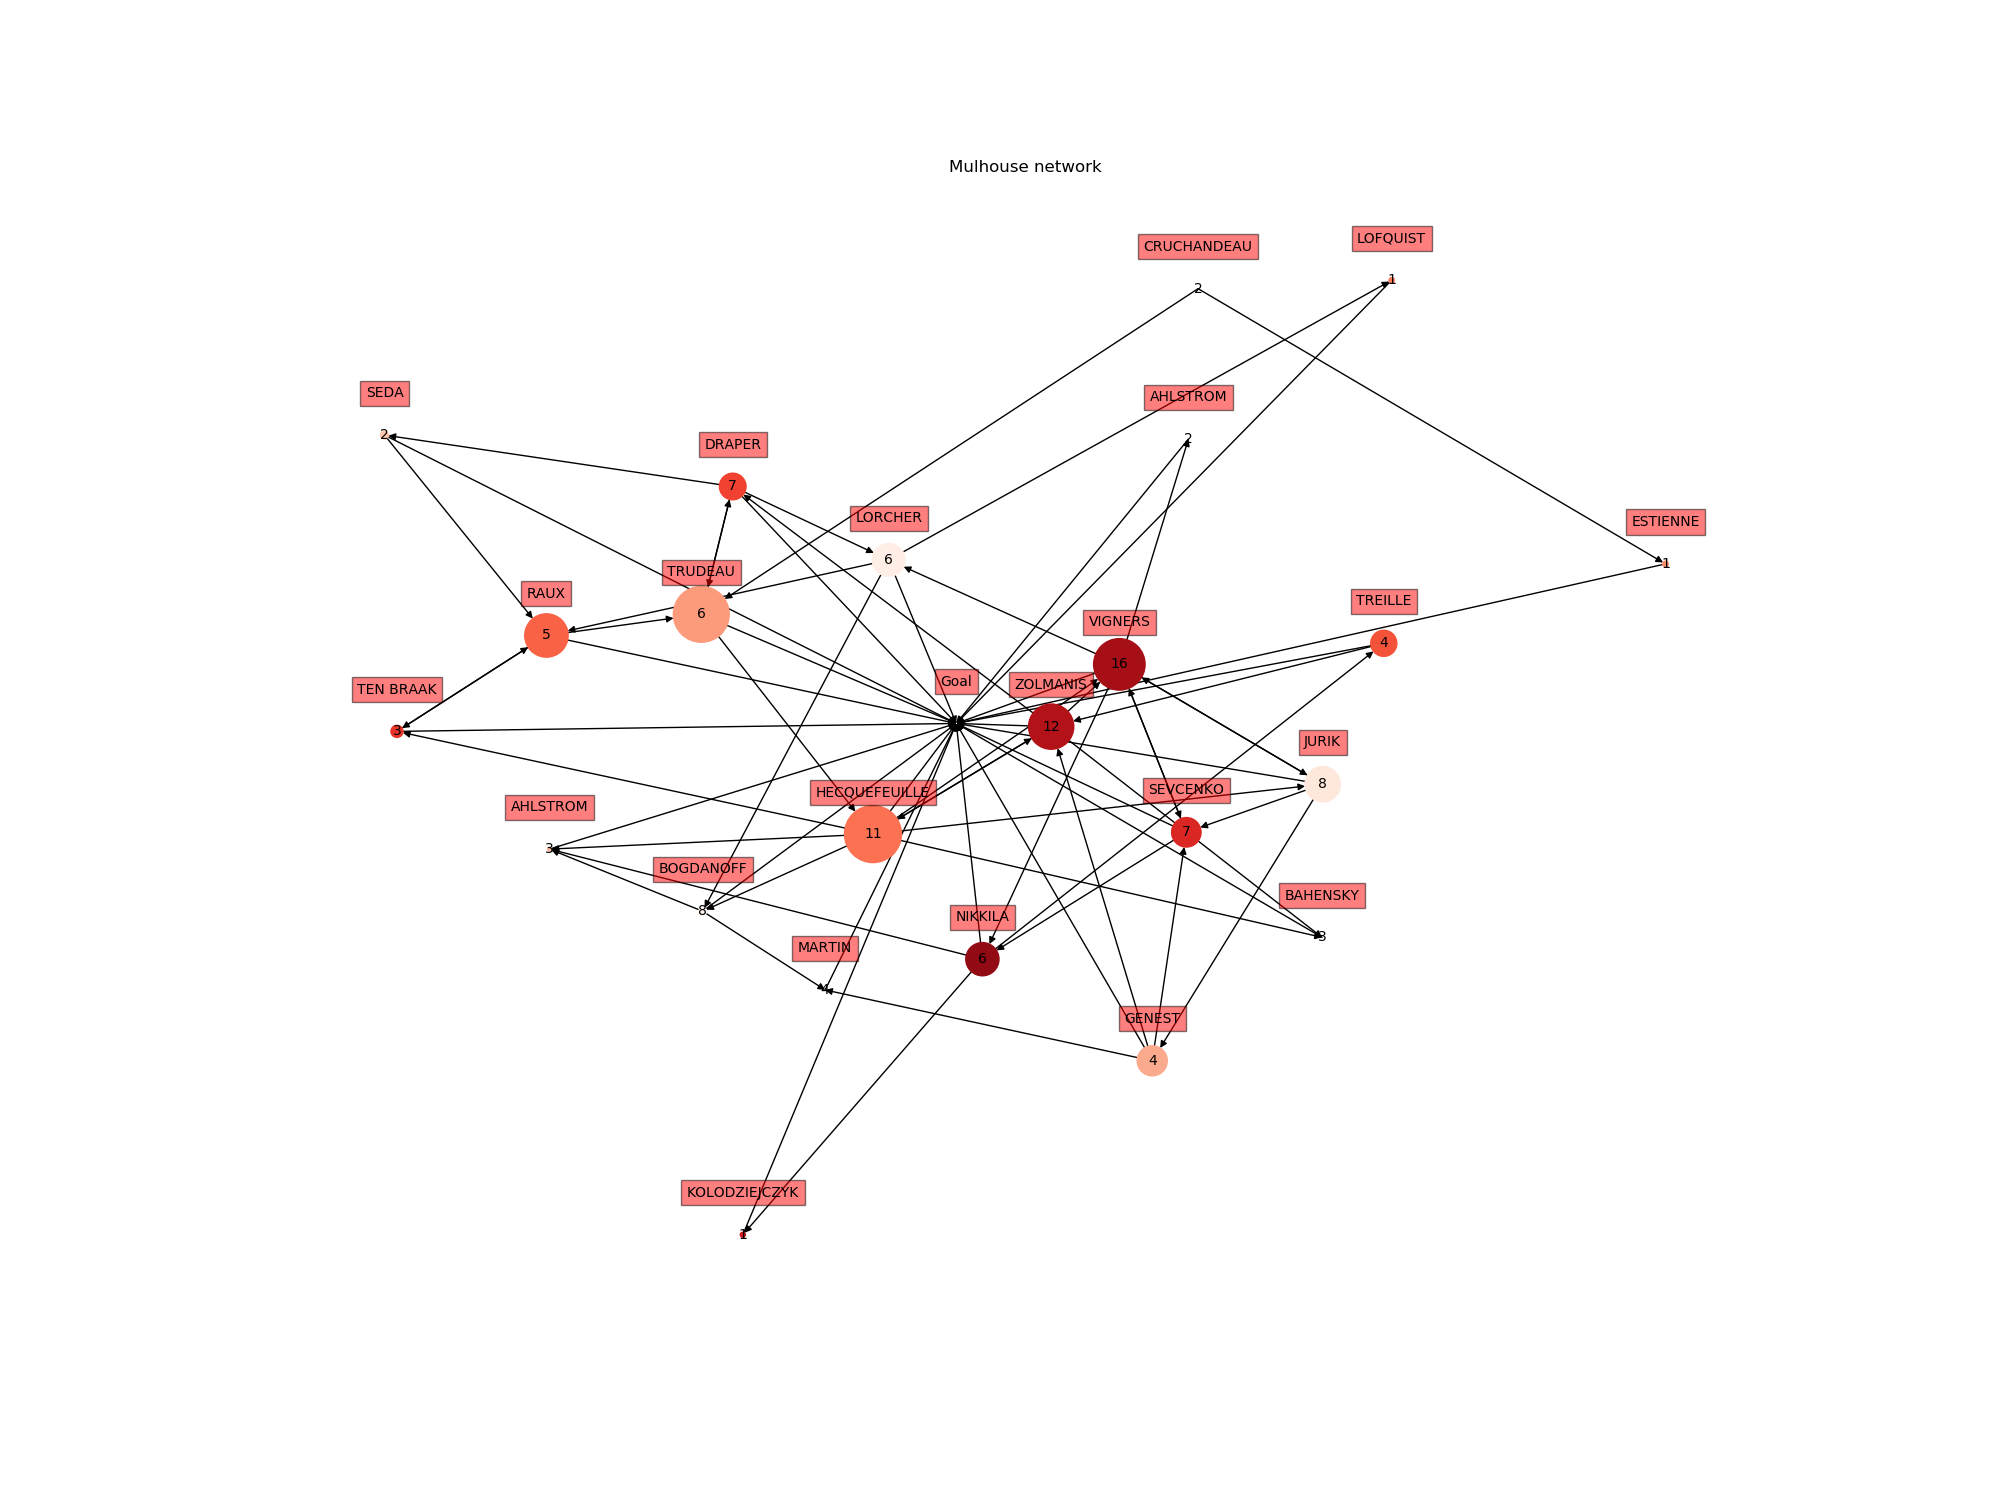 Mulhouse network
LOFQUIST
CRUCHANDEAU
1
2
SEDA
AHLSTROM
2
DRAPER
2
7
LORCHER
ESTIENNE
6
1
TRUDEAU
RAUX
TREILLE
6
VIGNERS
5
4
16
Goal
ZOLMANIS
TEN BRAAK
12
3
JURIK
8
HECQUEFEUILLE
SEVCENKO
AHLSTROM
11
7
3
BOGDANOFF
BAHENSKY
8
NIKKILA
3
MARTIN
6
4
GENEST
4
KOLODZIEJCZYK
1